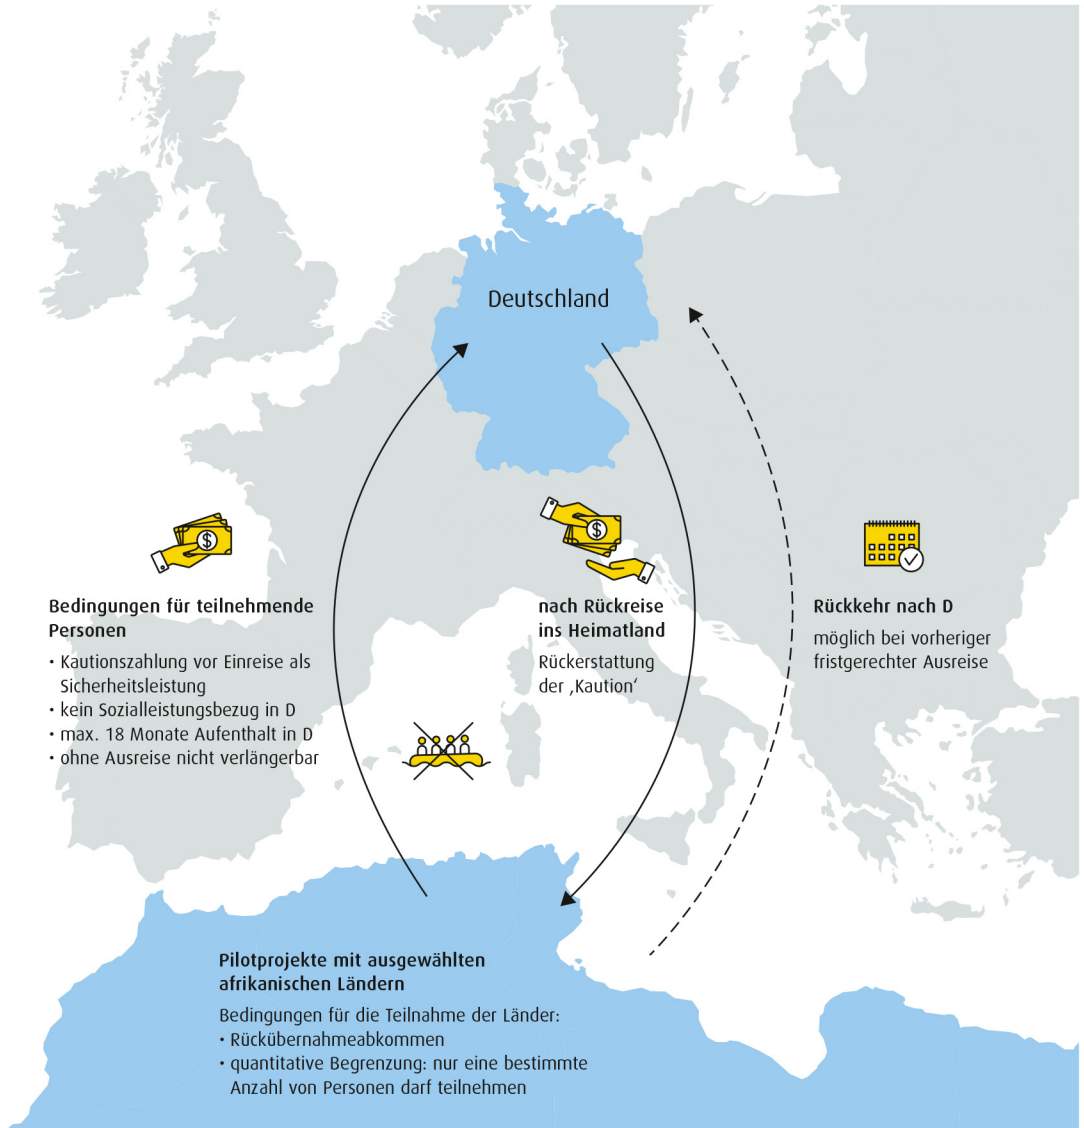 Deutschland
$
$
Bedingungen für teilnehmende
Personen
• Kautionszahlung vor Einreise als
Sicherheitsleistung
• kein Sozialleistungsbezug in D
• max. 18 Monate Aufenthalt in D
• ohne Ausreise nicht verlängerbar
nach Rückreise
ins Heimatland
Rückerstattung
der ‚Kaution‘
Rückkehr nach D
möglich bei vorheriger
fristgerechter Ausreise
Pilotprojekte mit ausgewählten
afrikanischen Ländern
Bedingungen für die Teilnahme der Länder:
• Rückübernahmeabkommen
• quantitative Begrenzung: nur eine bestimmte
Anzahl von Personen darf teilnehmen